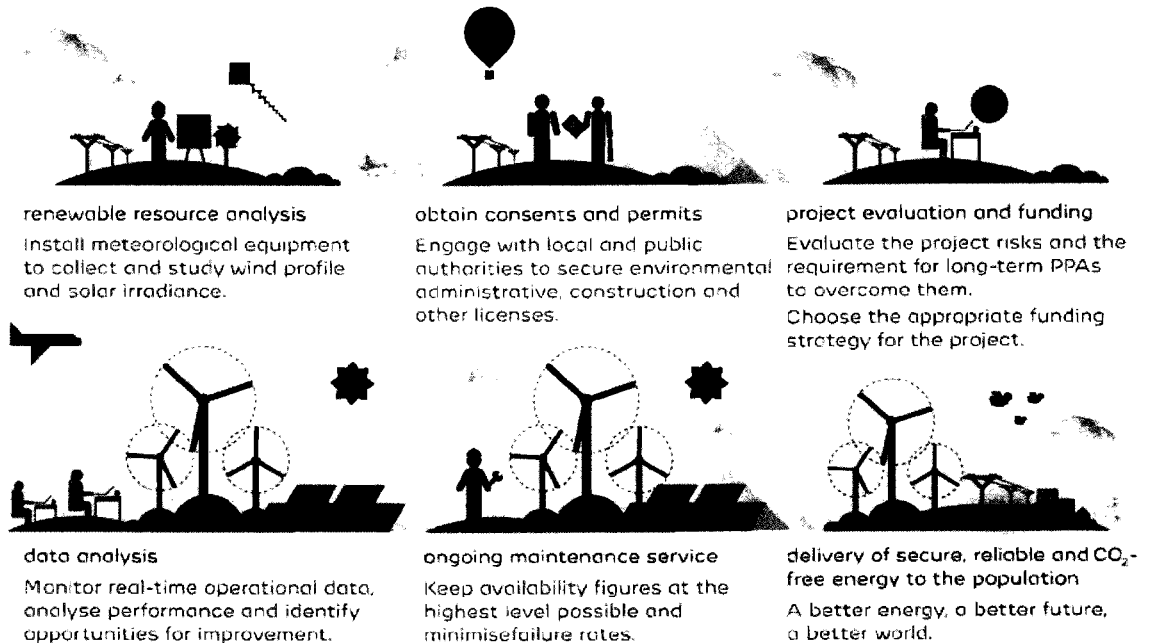 renewable resource analysis
Install meteorological equipment
to collect and study wind profile
and solar irradiance.
obtain consents and permits
Engage with local and public
authorities to secure environmental
administrative, construction and
other licenses.
project evaluation and funding
Evaluate the project risks and the
requirement for long-term PPAs
to overcome them.
Choose the appropriate funding
strategy for the project.
data analysis
Monitor real-time operational data,
analyse performance and identify
opportunities for improvement.
ongoing maintenance service
Keep availability figures at the
highest level possible and
minimisefailure rates.
delivery of secure, reliable and CO₂-
free energy to the population
A better energy, a better future,
a better world.